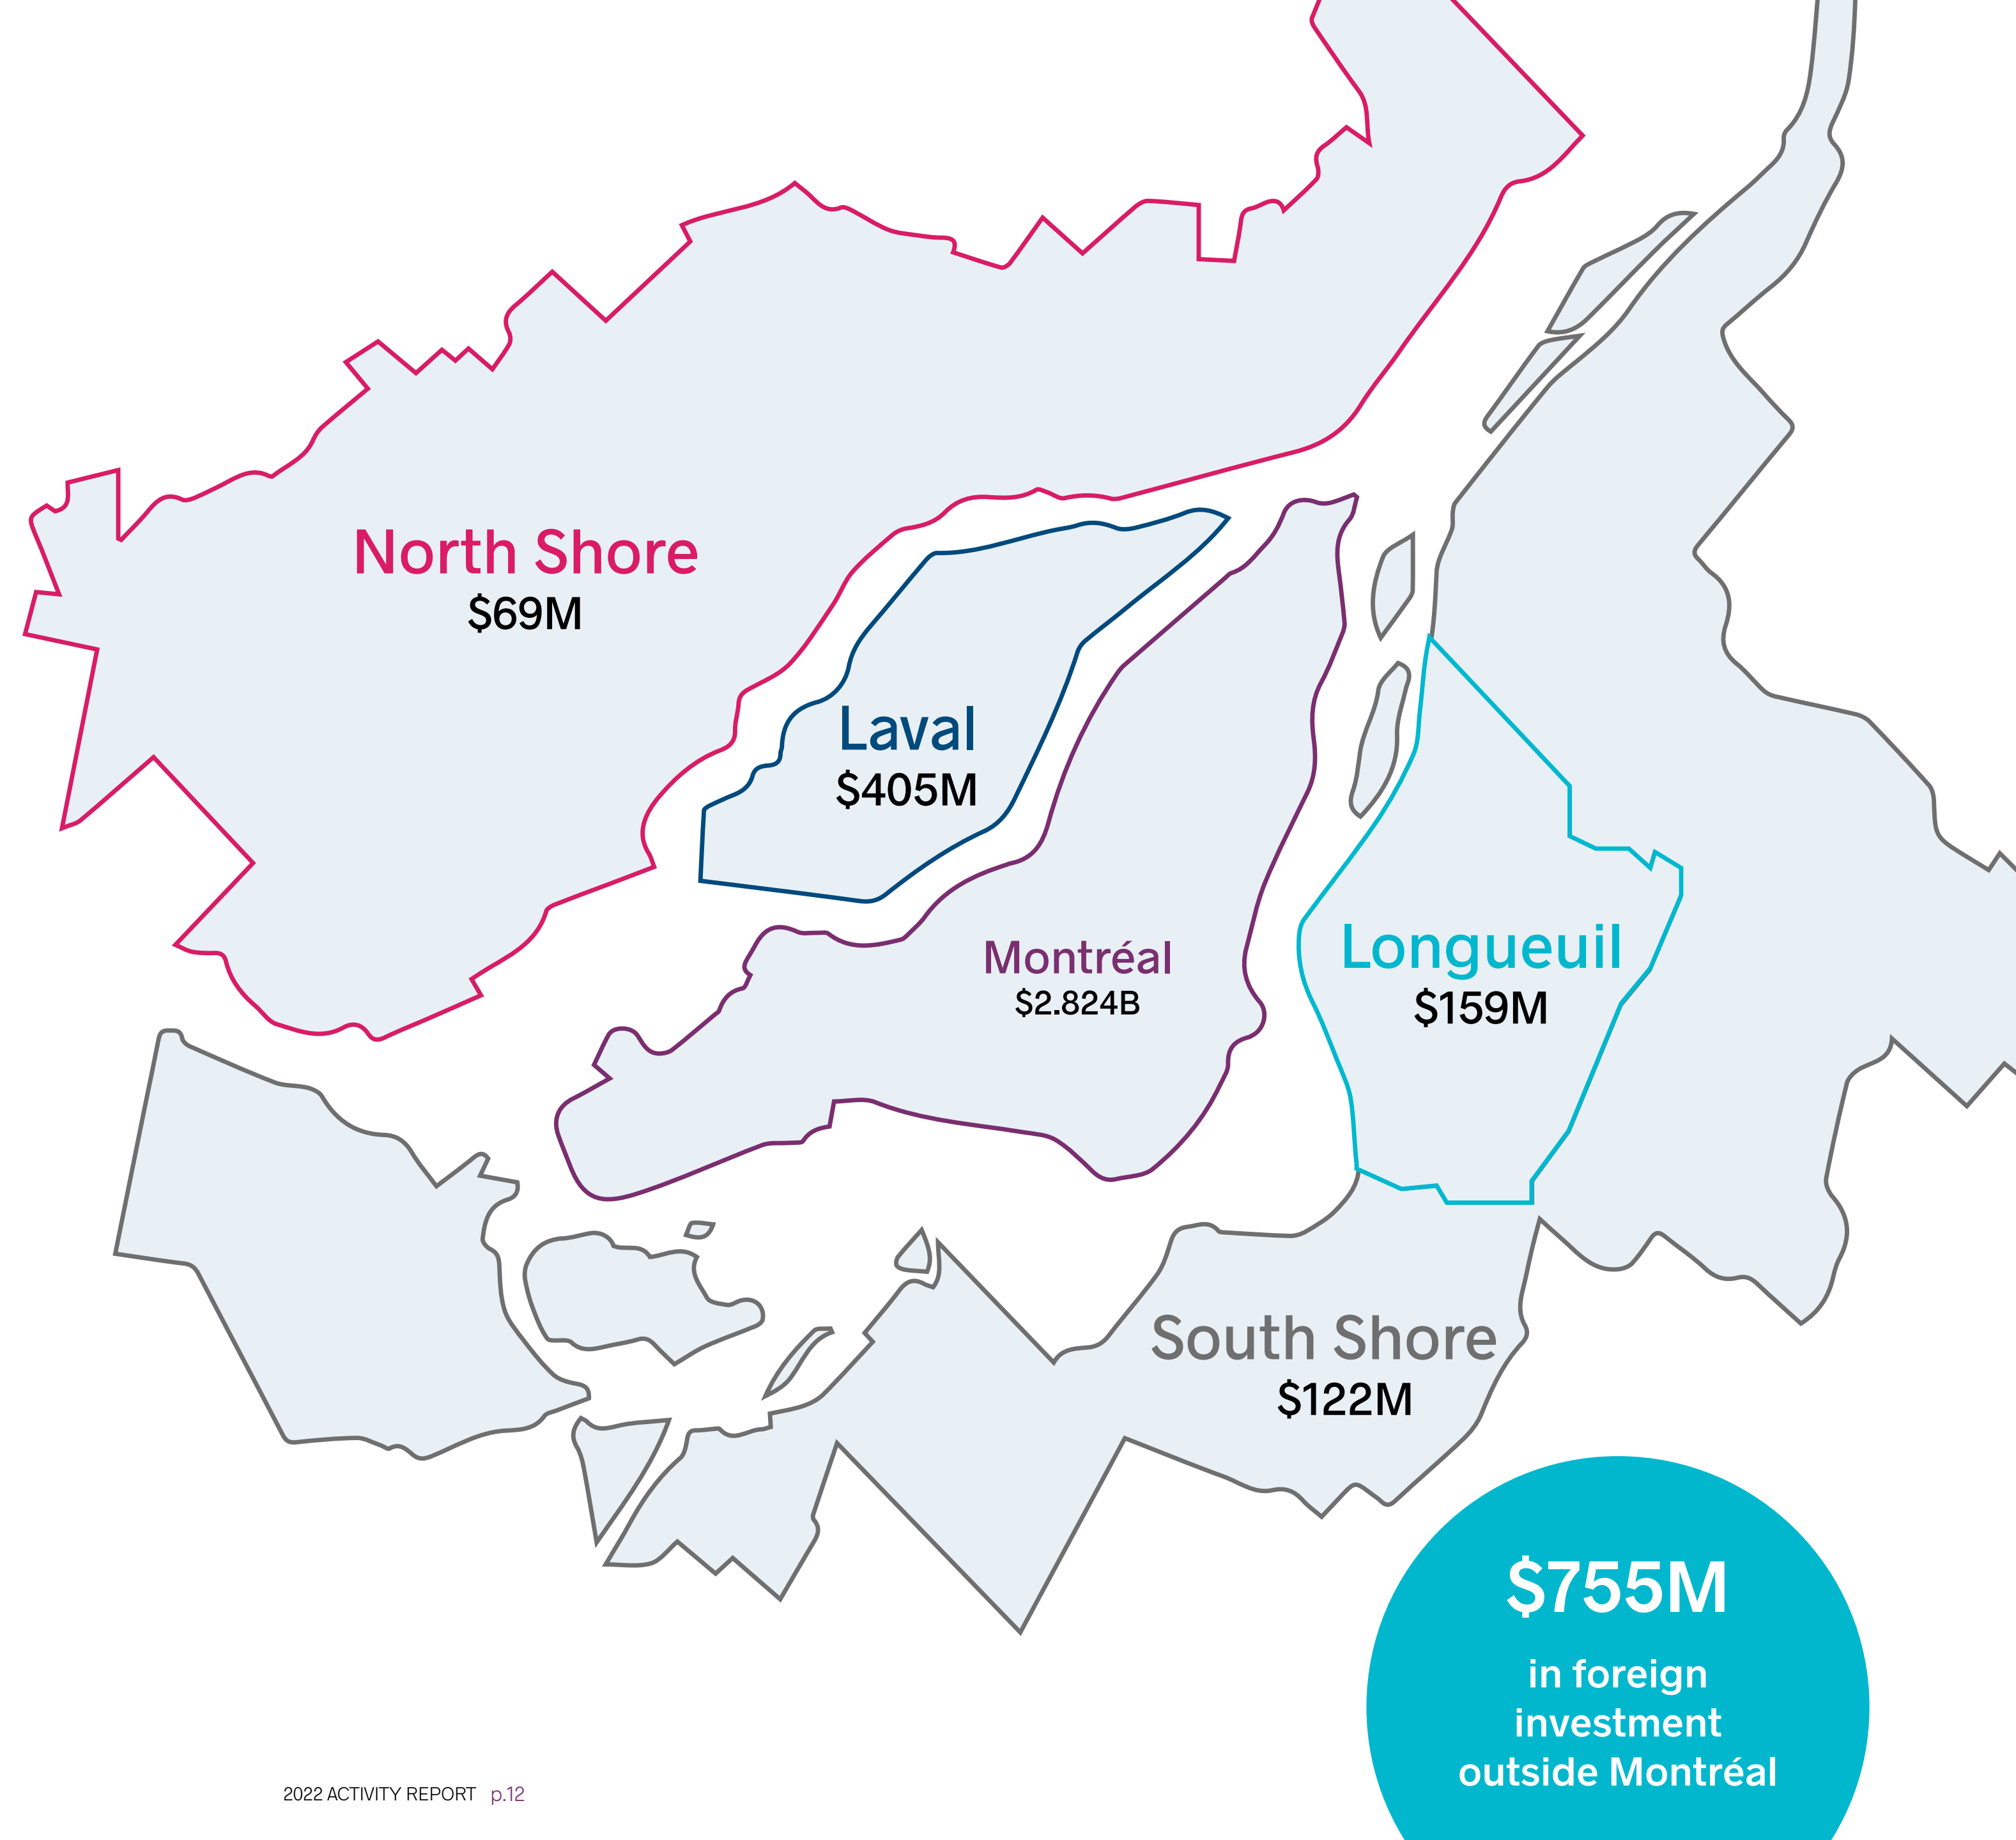 North Shore
$69M
Laval
$405M
Montréal
$2.824B
Longueuil
$159M
South Shore
$122M
$755M
in foreign
investment
outside Montréal
2022 ACTIVITY REPORT p.12